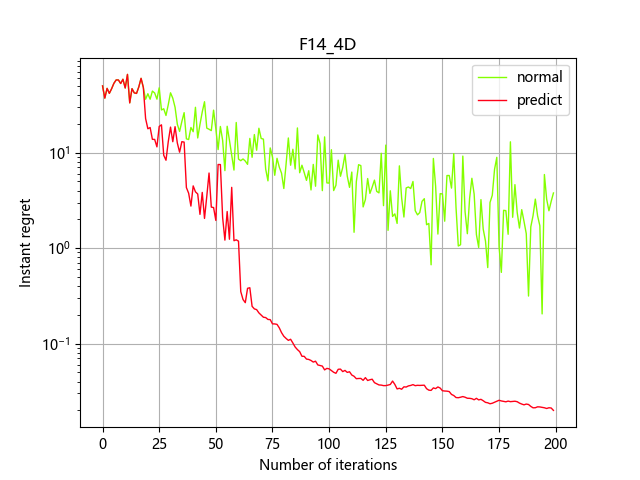 F14_4D
normal
predict
Instant regret
10¹
10⁰
10⁻¹
0 25 50 75 100 125 150 175 200
Number of iterations